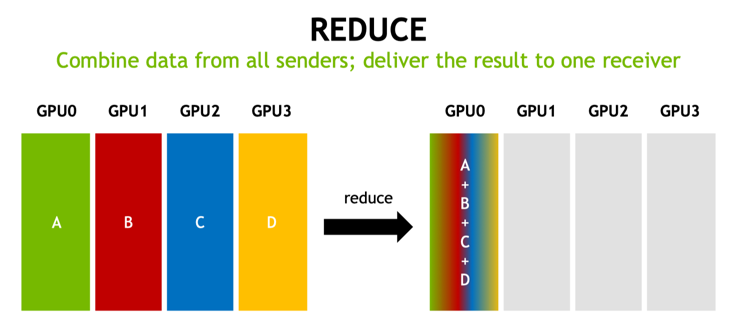 REDUCE
Combine data from all senders; deliver the result to one receiver
GPU0 GPU1 GPU2 GPU3
A B C D
reduce
GPU0 GPU1 GPU2 GPU3
A
+
B
+
C
+
D